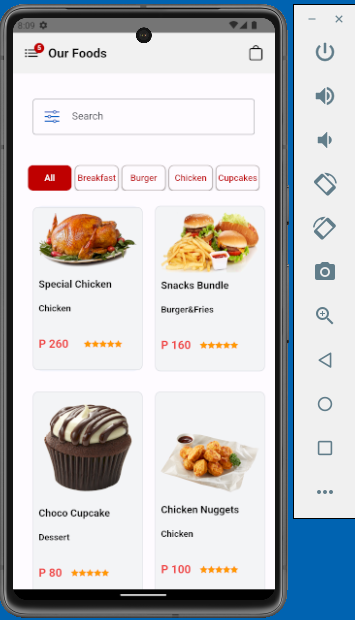 8:09
5
Our Foods
Search
All Breakfast Burger Chicken Cupcakes
Special Chicken
Chicken
P 260
Snacks Bundle
Burger&Fries
P 160
Choco Cupcake
Dessert
P 80
Chicken Nuggets
Chicken
P 100